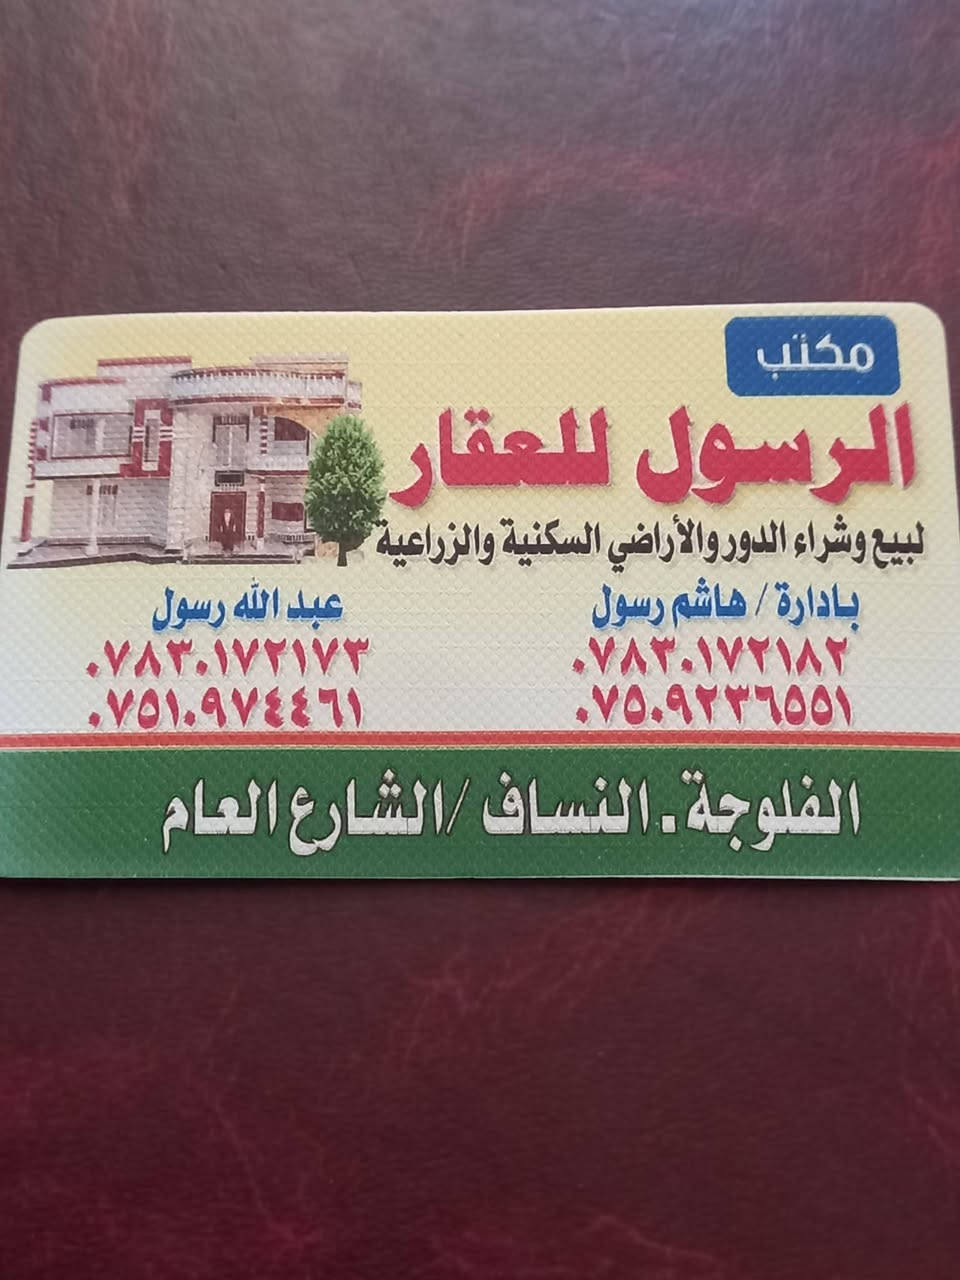 مكتب
الرسول للعقار
لبيع وشراء الدور والأراضي السكنية والزراعية
بادارة / هاشم رسول
٠٧٨٣٠١٧٢١٨٢
٠٧٥٠٩٢٣٦٥٥١
عبد الله رسول
٠٧٨٣٠١٧٢١٧٣
٠٧٥١٠٩٧٤٤٦١
الفلوجة . النساف / الشارع العام